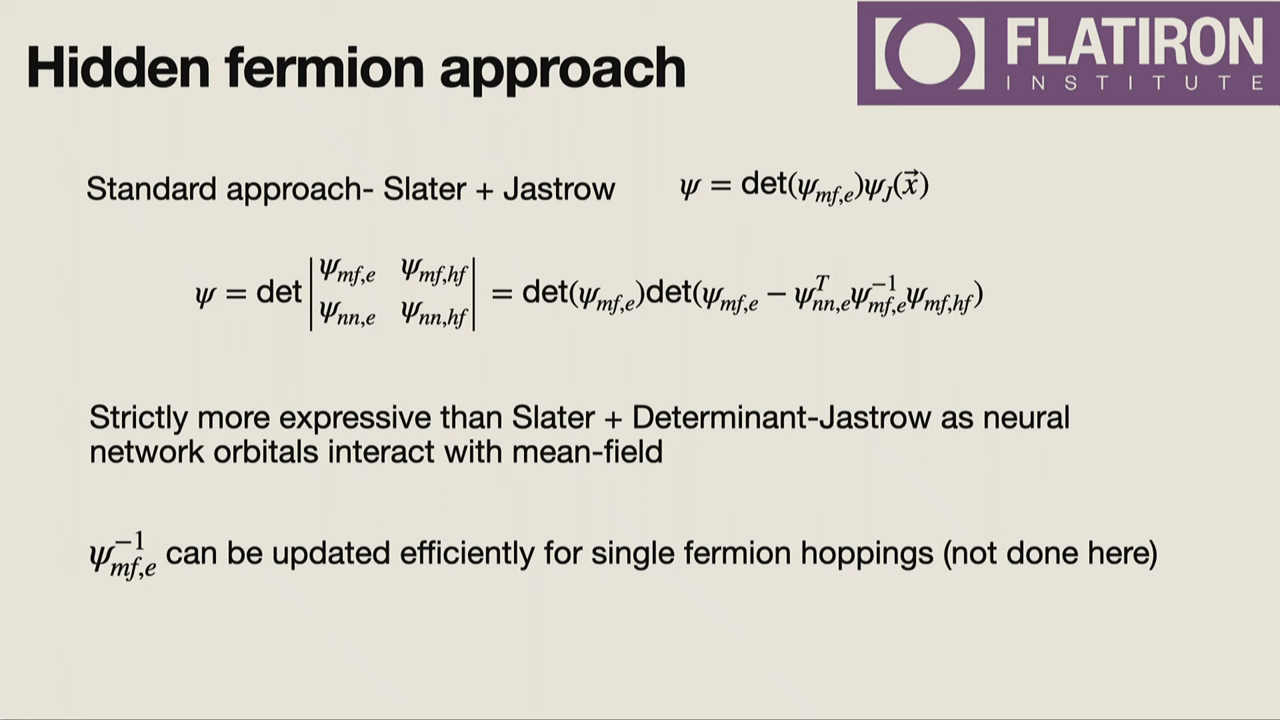 Hidden fermion approach
FLATIRON
INSTITUTE
Standard approach- Slater + Jastrow ψ = det(ψ_{mf,e})ψ_J(x⃗)
ψ = det |ψ_{mf,e} ψ_{mf,hf}| = det(ψ_{mf,e})det(ψ_{mf,e} − ψ^T_{nn,e}ψ^{−1}_{mf,e}ψ_{mf,hf})
|ψ_{nn,e} ψ_{nn,hf}|
Strictly more expressive than Slater + Determinant-Jastrow as neural
network orbitals interact with mean-field
ψ^{−1}_{mf,e} can be updated efficiently for single fermion hoppings (not done here)